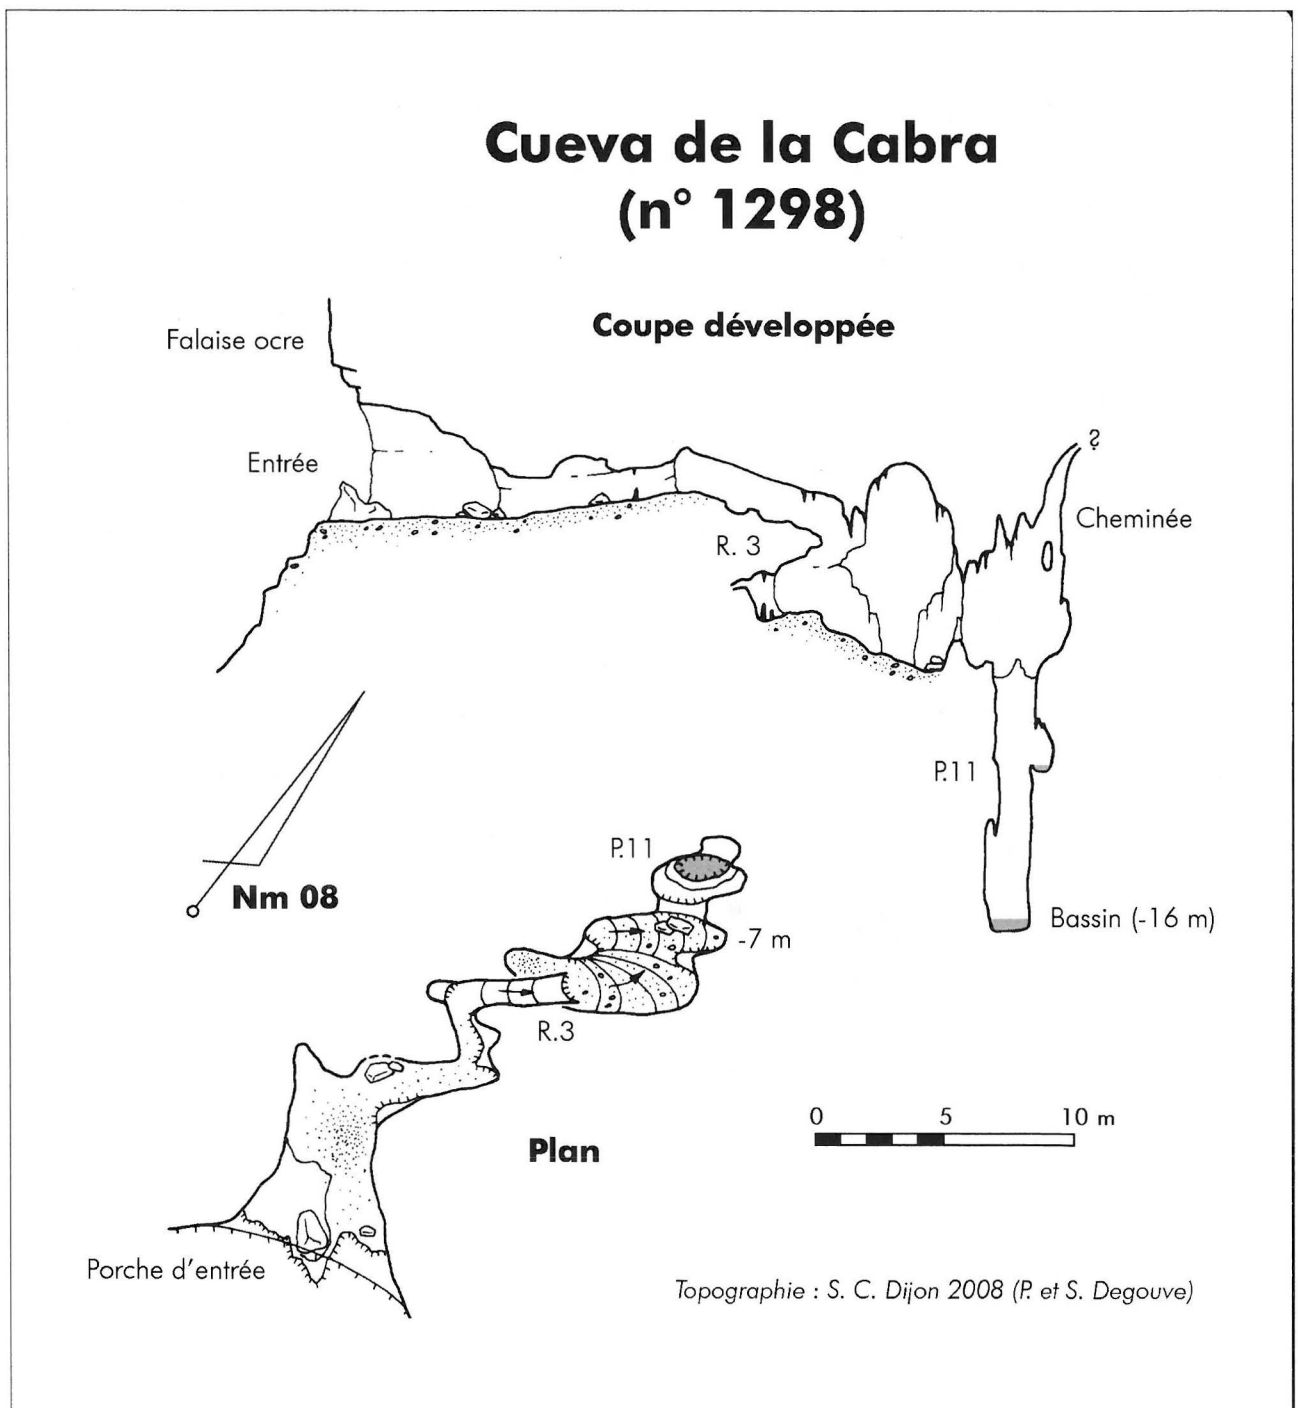 Cueva de la Cabra
(n° 1298)
Coupe développée
Falaise ocre
Entrée
?
Cheminée
R. 3
P.11
Bassin (-16 m)
Nm 08
P.11
-7 m
R.3
Plan
0 5 10 m
Porche d'entrée
Topographie : S. C. Dijon 2008 (P. et S. Degouve)